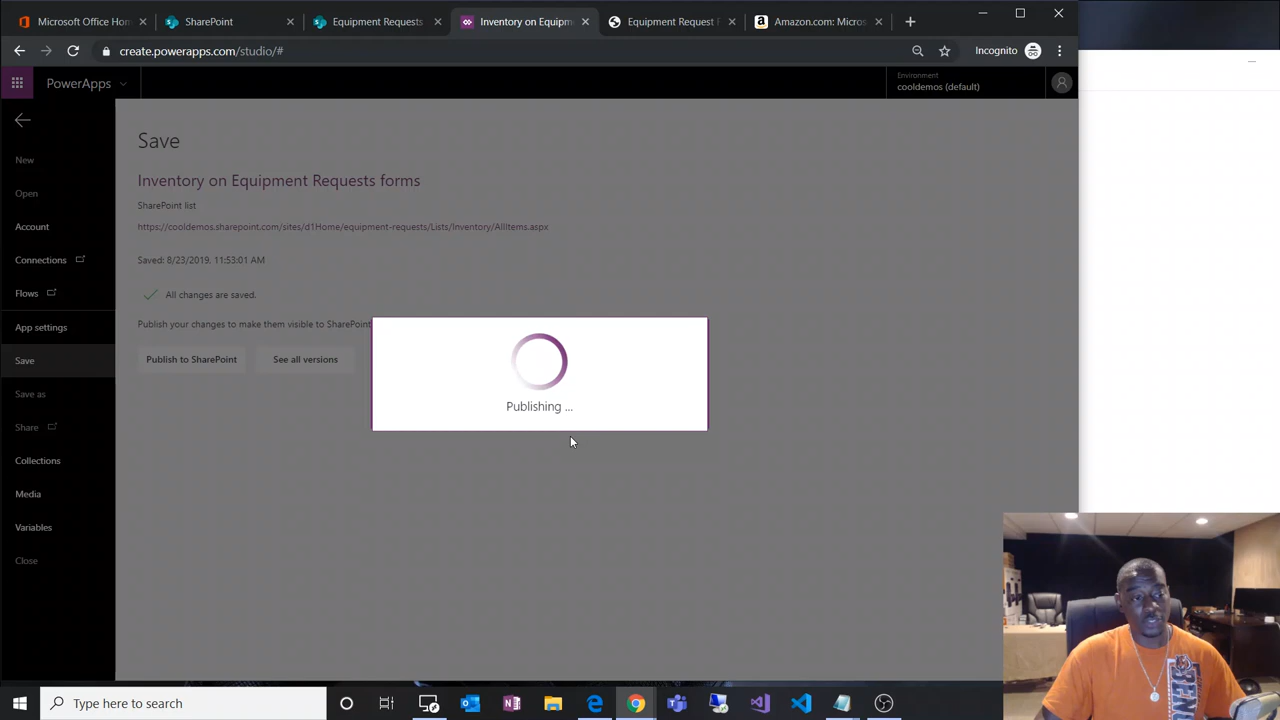 Microsoft Office Home
SharePoint
Equipment Requests
Inventory on Equipm
Equipment Request F
Amazon.com: Micros
create.powerapps.com/studio/#
Incognito
PowerApps
Environment
cooldemos (default)
New
Open
Account
Connections
Flows
App settings
Save
Save as
Share
Collections
Media
Variables
Close
Save
Inventory on Equipment Requests forms
SharePoint list
https://cooldemos.sharepoint.com/sites/d1Home/equipment-requests/Lists/Inventory/AllItems.aspx
Saved: 8/23/2019, 11:53:01 AM
All changes are saved.
Publish your changes to make them visible to SharePoint
Publish to SharePoint
See all versions
Publishing ...
Type here to search